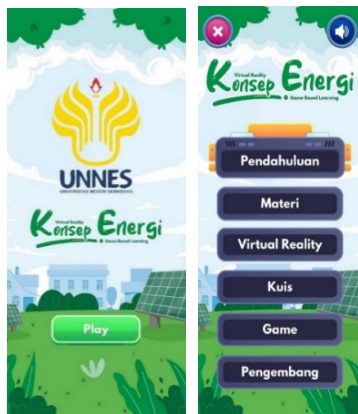 UNNES
UNIVERSITAS NEGERI SEMARANG
Virtual Reality
Konsep Energi
Game Based Learning
Play
Virtual Reality
Konsep Energi
Game Based Learning
Pendahuluan
Materi
Virtual Reality
Kuis
Game
Pengembang